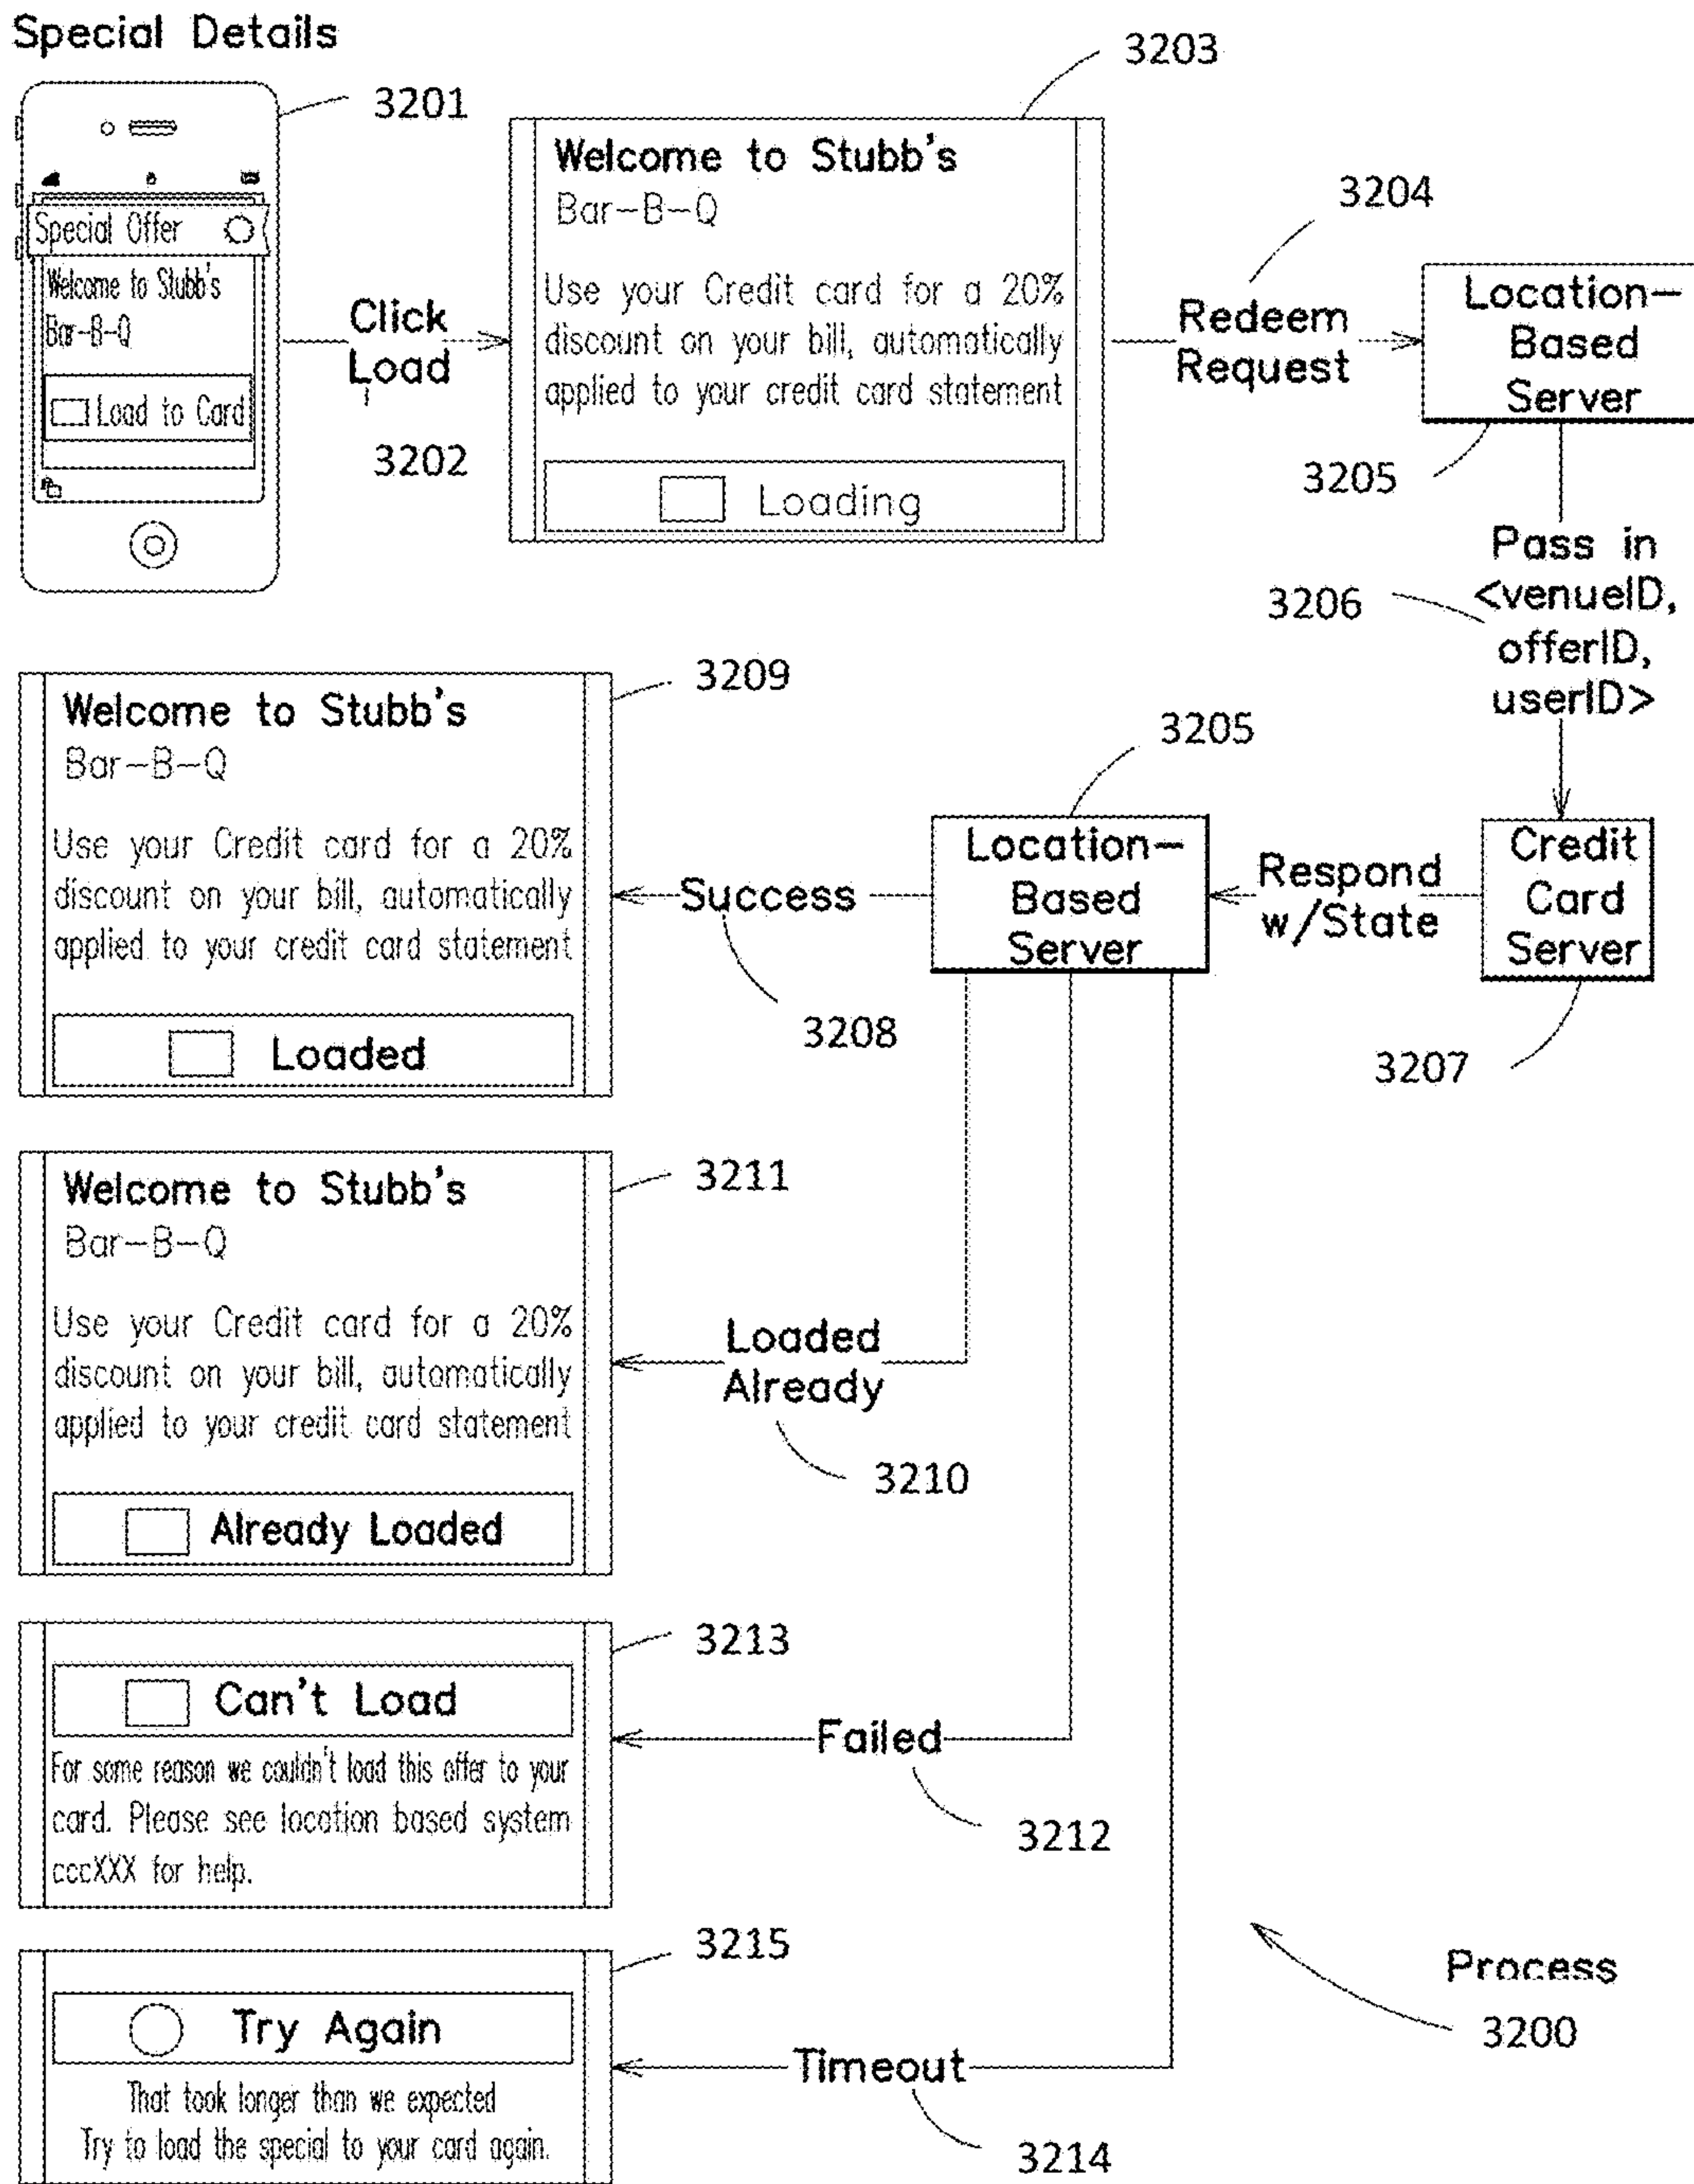 Special Details
3201
Special Offer
Welcome to Stubb's
Bar-B-Q
Load to Card
Click
Load
3202
3203
Welcome to Stubb's
Bar-B-Q
Use your Credit card for a 20%
discount on your bill, automatically
applied to your credit card statement
Loading
3204
Redeem
Request
Location-
Based
Server
3205
Pass in
<venueID,
offerID,
userID>
3206
Credit
Card
Server
3207
Respond
w/State
3205
Location-
Based
Server
Success
3208
3209
Welcome to Stubb's
Bar-B-Q
Use your Credit card for a 20%
discount on your bill, automatically
applied to your credit card statement
Loaded
3211
Welcome to Stubb's
Bar-B-Q
Use your Credit card for a 20%
discount on your bill, automatically
applied to your credit card statement
Already Loaded
Loaded
Already
3210
3213
Can't Load
For some reason we couldn't load this offer to your
card. Please see location based system
cccXXX for help.
Failed
3212
3215
Try Again
That took longer than we expected
Try to load the special to your card again.
Timeout
3214
Process
3200